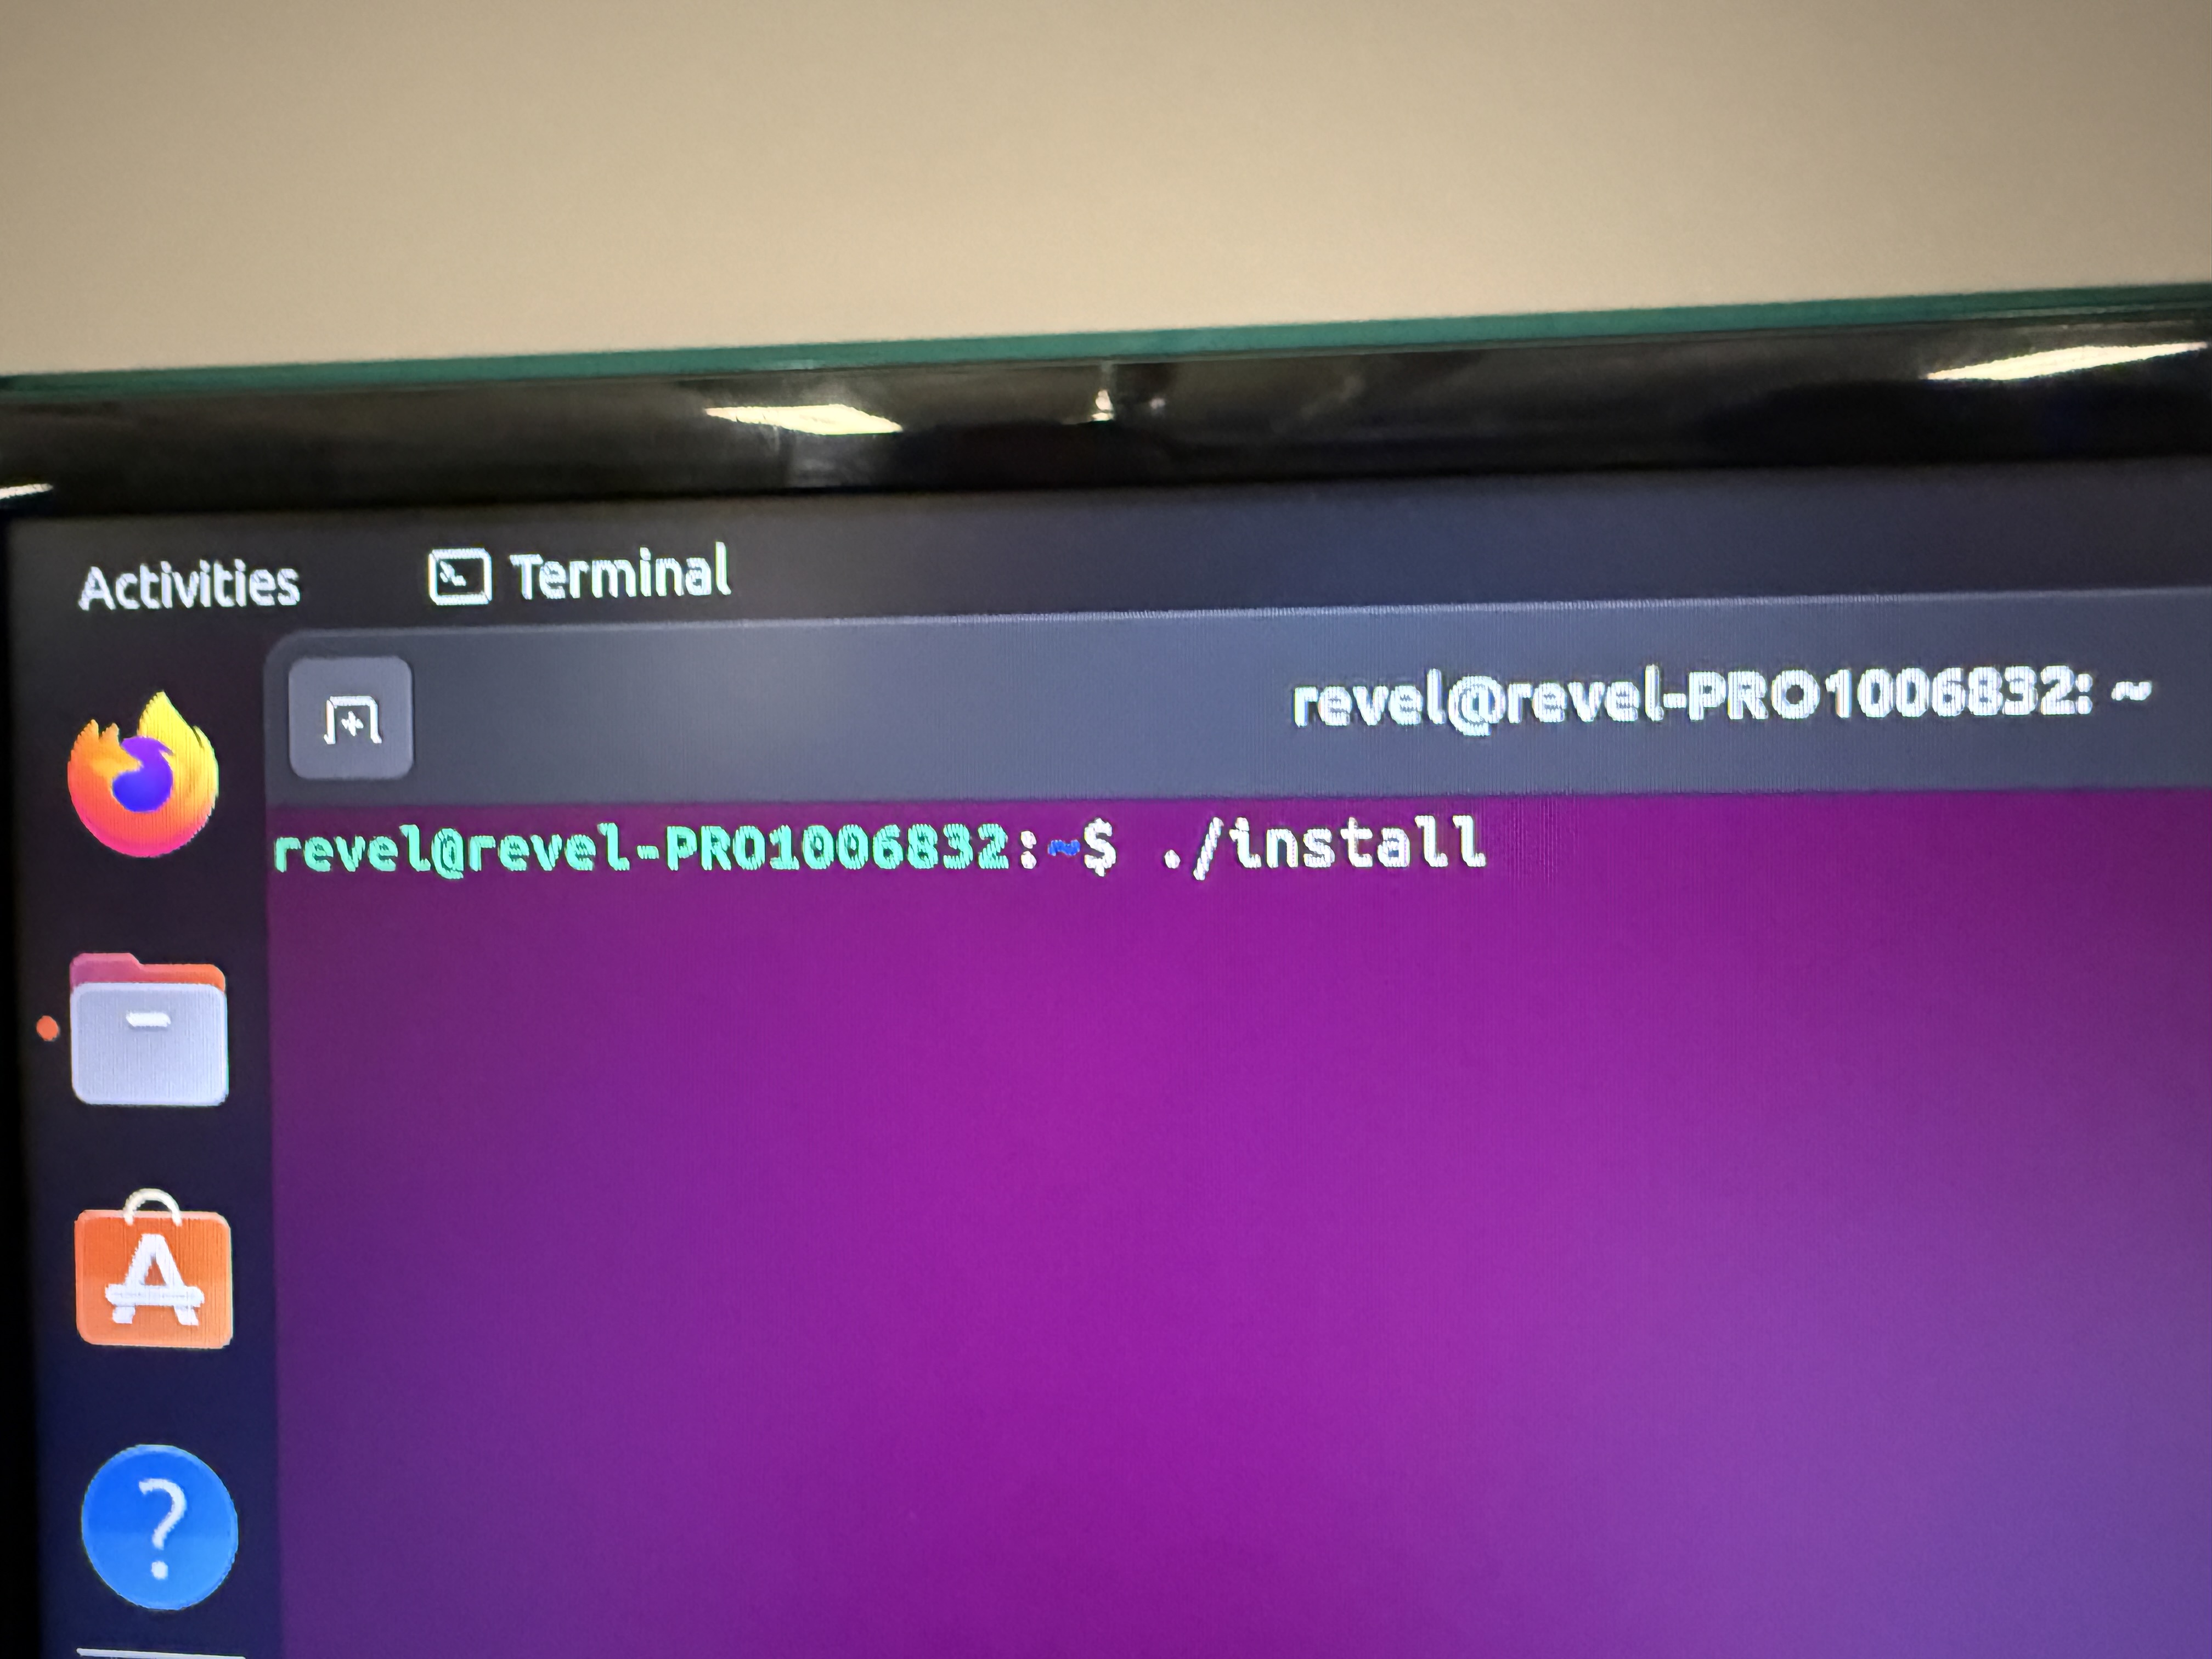 Activities Terminal
revel@revel-PRO1006832: ~
revel@revel-PRO1006832:~$ ./install
A
?